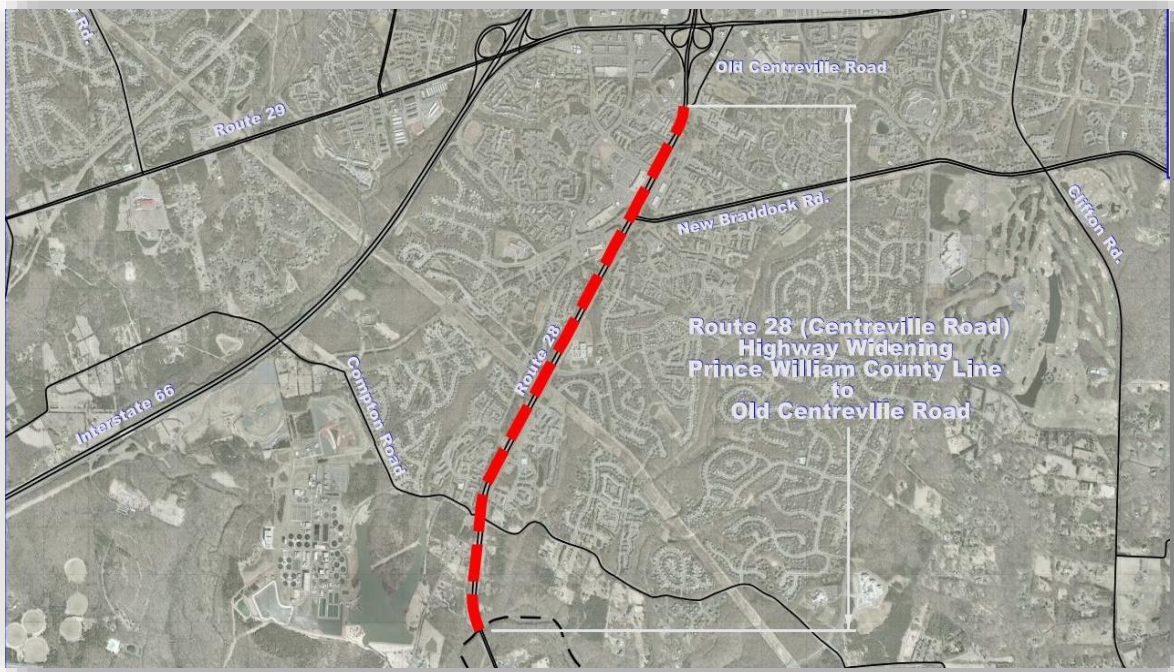 Rd.
Old Centreville Road
Route 29
New Braddock Rd.
Clifton Rd.
Route 28 (Centreville Road)
Highway Widening
Prince William County Line
to
Old Centreville Road
Route 28
Compton Road
Interstate 66